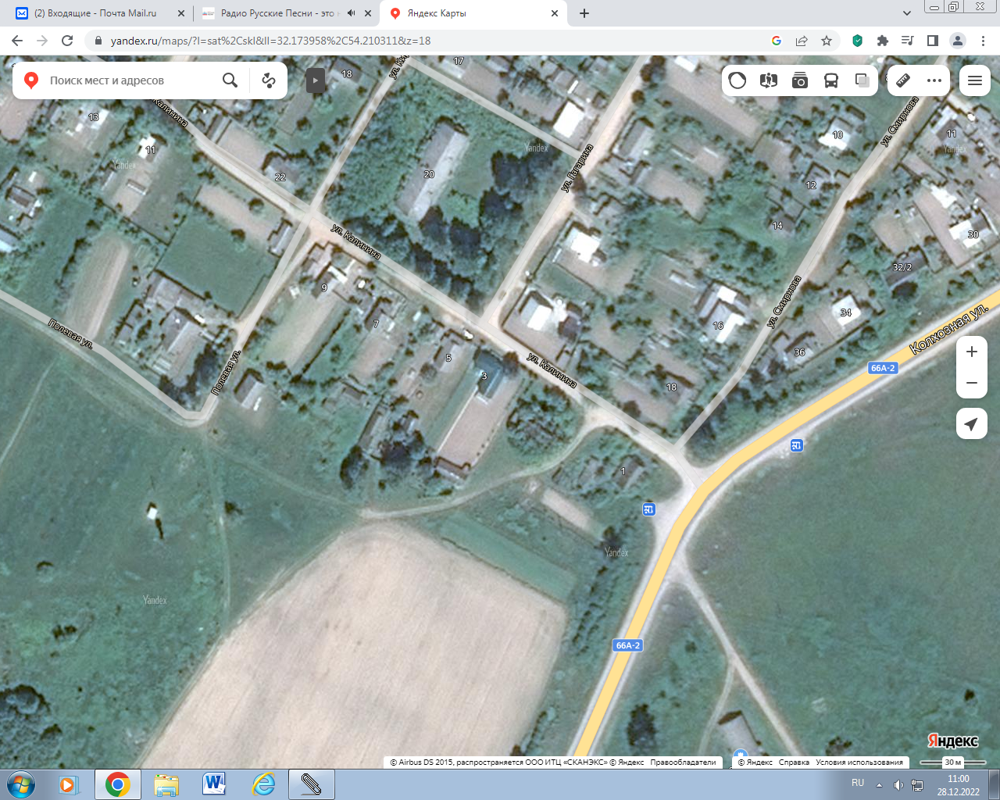 (2) Входящие - Почта Mail.ru
Радио Русские Песни - это н
Яндекс Карты
yandex.ru/maps/?l=sat%2Cskl&ll=32.173958%2C54.210311&z=18
Поиск мест и адресов
18
17
ул. Ки
ул. Калинина
13
11
22
20
Yandex
Yandex
ул. Гагарина
10
ул. Смирнова
11
Yandex
12
14
30
32/2
ул. Калинина
9
7
5
3
Полевая ул.
Полевая ул.
ул. Калинина
16
ул. Смирнова
34
36
Колхозная ул.
66А-2
18
1
Yandex
Yandex
66А-2
Яндекс
© Airbus DS 2015, распространяется ООО ИТЦ «СКАНЭКС» © Яндекс Правообладатели
© Яндекс Справка Условия использования
30 м
RU
11:00
28.12.2022